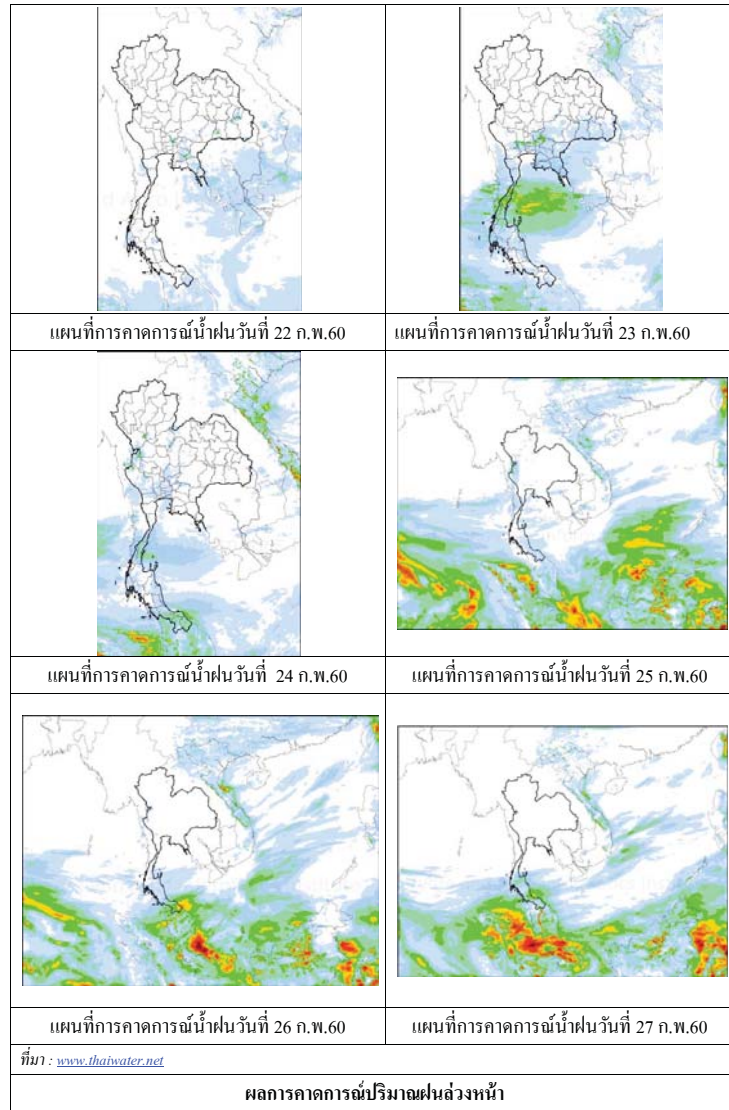 แผนที่การคาดการณ์น้ำฝนวันที่ 22 ก.พ.60
แผนที่การคาดการณ์น้ำฝนวันที่ 23 ก.พ.60
แผนที่การคาดการณ์น้ำฝนวันที่ 24 ก.พ.60
แผนที่การคาดการณ์น้ำฝนวันที่ 25 ก.พ.60
แผนที่การคาดการณ์น้ำฝนวันที่ 26 ก.พ.60
แผนที่การคาดการณ์น้ำฝนวันที่ 27 ก.พ.60
ที่มา : www.thaiwater.net
ผลการคาดการณ์ปริมาณฝนล่วงหน้า